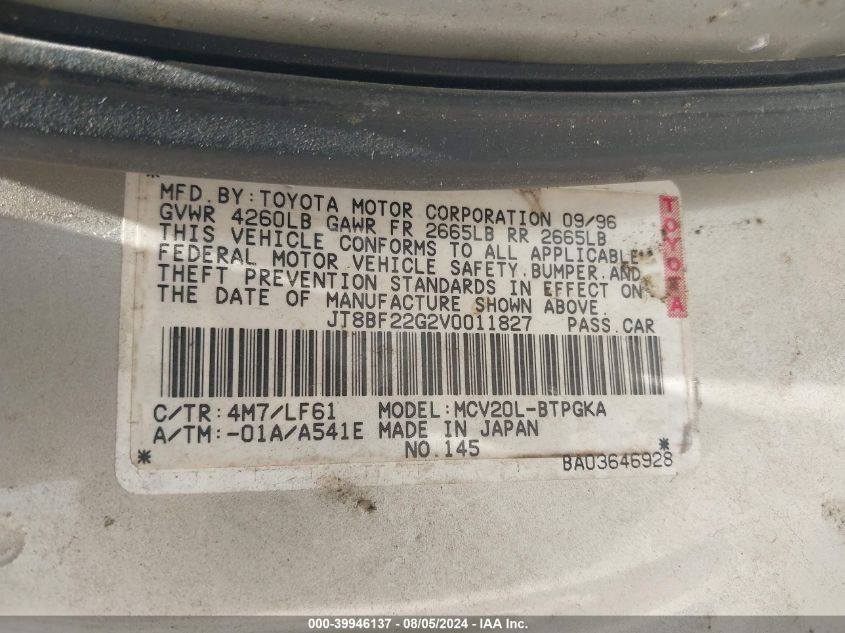 MFD. BY: TOYOTA MOTOR CORPORATION 09/96
GVWR 4260LB GAWR FR 2665LB RR 2665LB
THIS VEHICLE CONFORMS TO ALL APPLICABLE
FEDERAL MOTOR VEHICLE SAFETY, BUMPER, AND
THEFT PREVENTION STANDARDS IN EFFECT ON
THE DATE OF MANUFACTURE SHOWN ABOVE.
TOYOTA
JT8BF22G2V0011827 PASS. CAR
C/TR: 4M7/LF61 MODEL: MCV20L-BTPGKA
A/TM: -01A/A541E MADE IN JAPAN
NO. 145
BA03646928
000-39946137 - 08/05/2024 - IAA Inc.